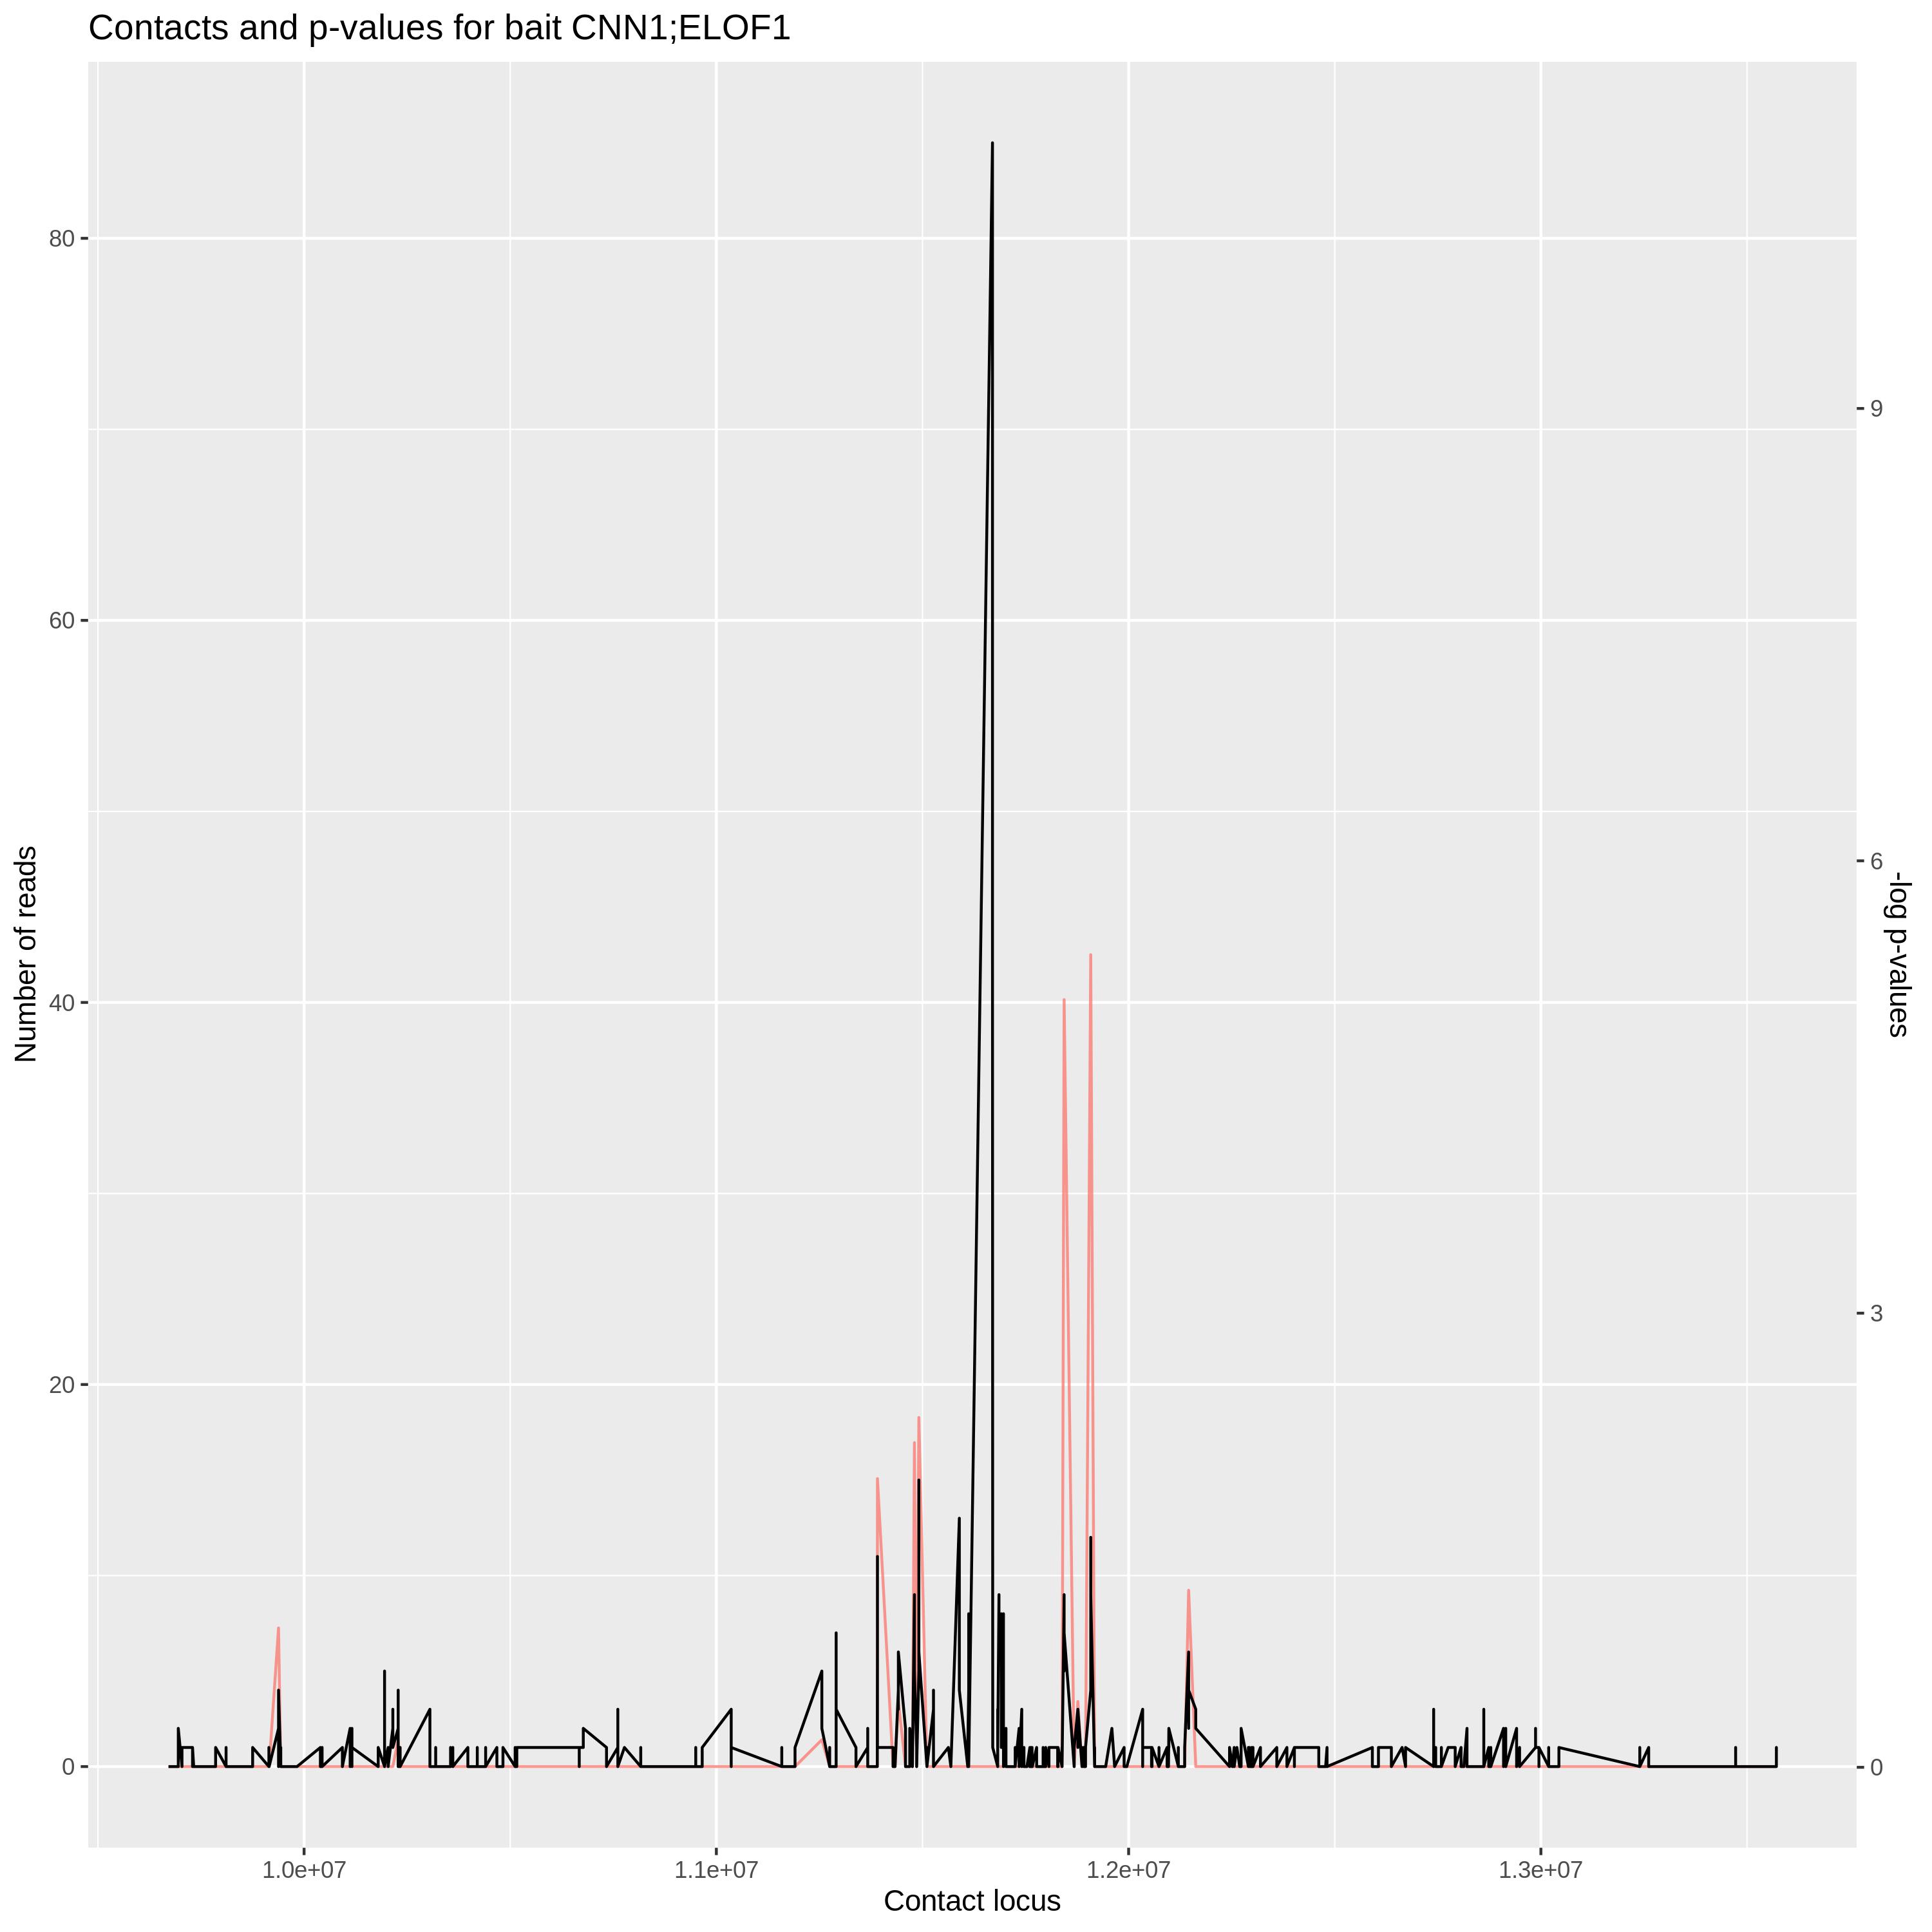 Contacts and p-values for bait CNN1;ELOF1
Number of reads
80
60
40
20
0
9
6
3
0
-log p-values
1.0e+07 1.1e+07 1.2e+07 1.3e+07
Contact locus